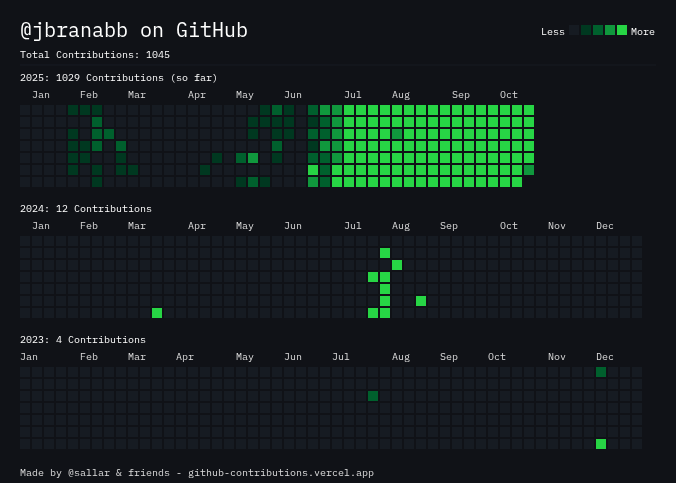 @jbranabb on GitHub
Less More
Total Contributions: 1045
2025: 1029 Contributions (so far)
Jan Feb Mar Apr May Jun Jul Aug Sep Oct
2024: 12 Contributions
Jan Feb Mar Apr May Jun Jul Aug Sep Oct Nov Dec
2023: 4 Contributions
Jan Feb Mar Apr May Jun Jul Aug Sep Oct Nov Dec
Made by @sallar & friends - github-contributions.vercel.app